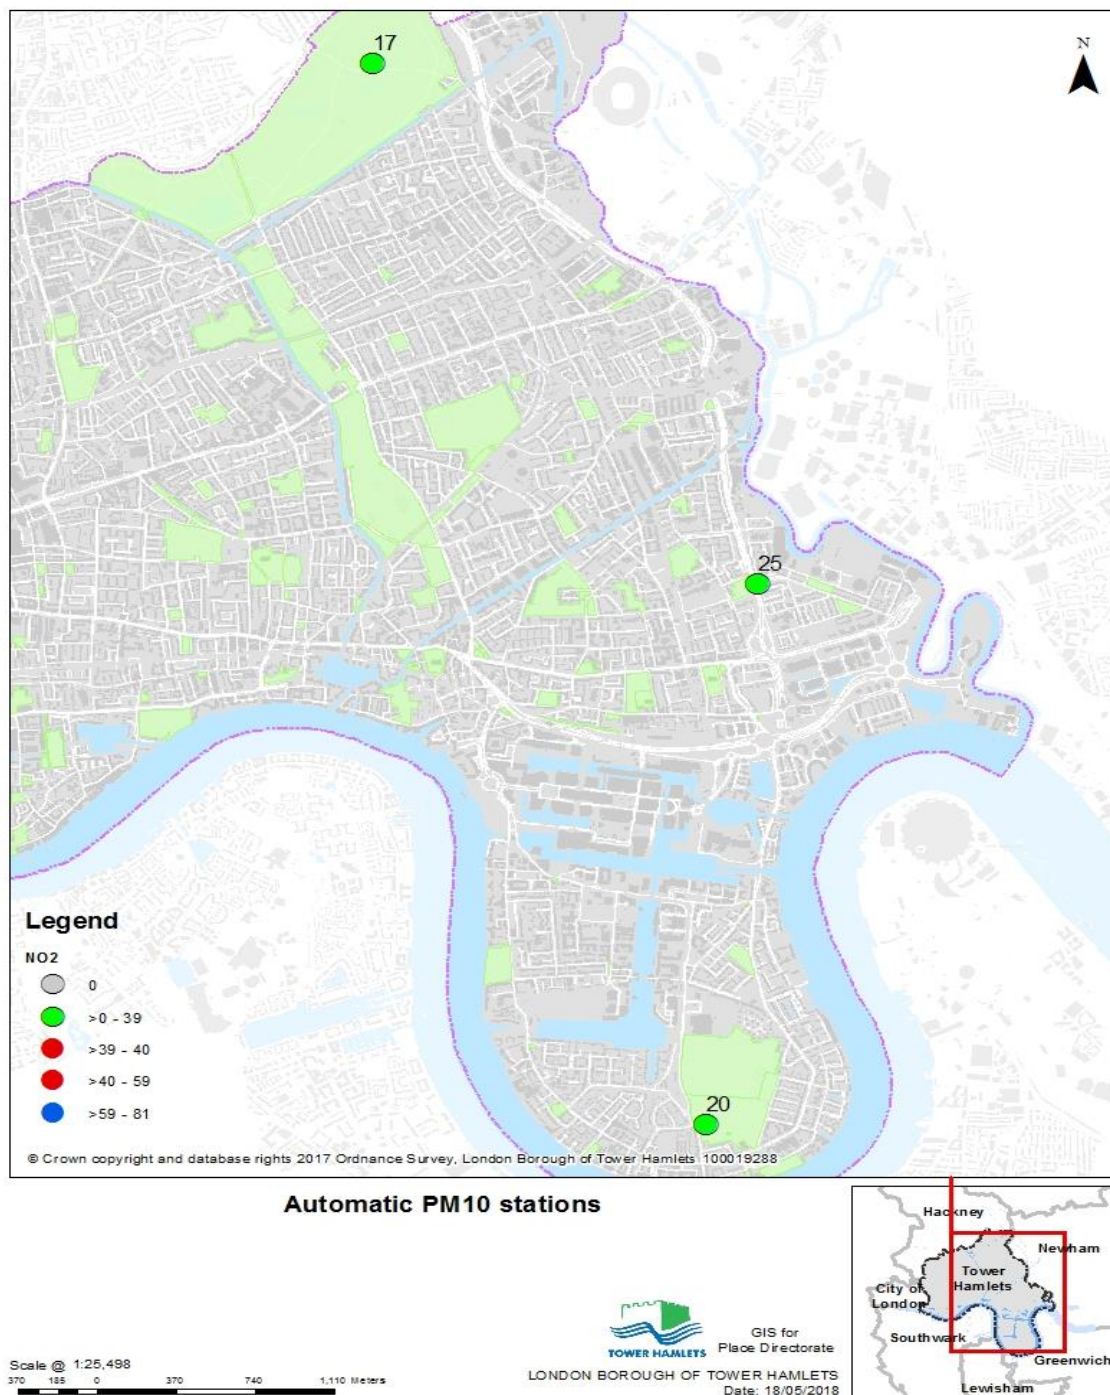 17
N
25
20
Legend
NO2
0
>0 - 39
>39 - 40
>40 - 59
>59 - 81
© Crown copyright and database rights 2017 Ordnance Survey, London Borough of Tower Hamlets 100019288
Automatic PM10 stations
Hackney
Newham
Tower
Hamlets
City of
London
Southwark
Greenwich
Lewisham
TOWER HAMLETS
GIS for
Place Directorate
LONDON BOROUGH OF TOWER HAMLETS
Date: 18/05/2018
Scale @ 1:25,498
370 185 0 370 740 1,110 Meters